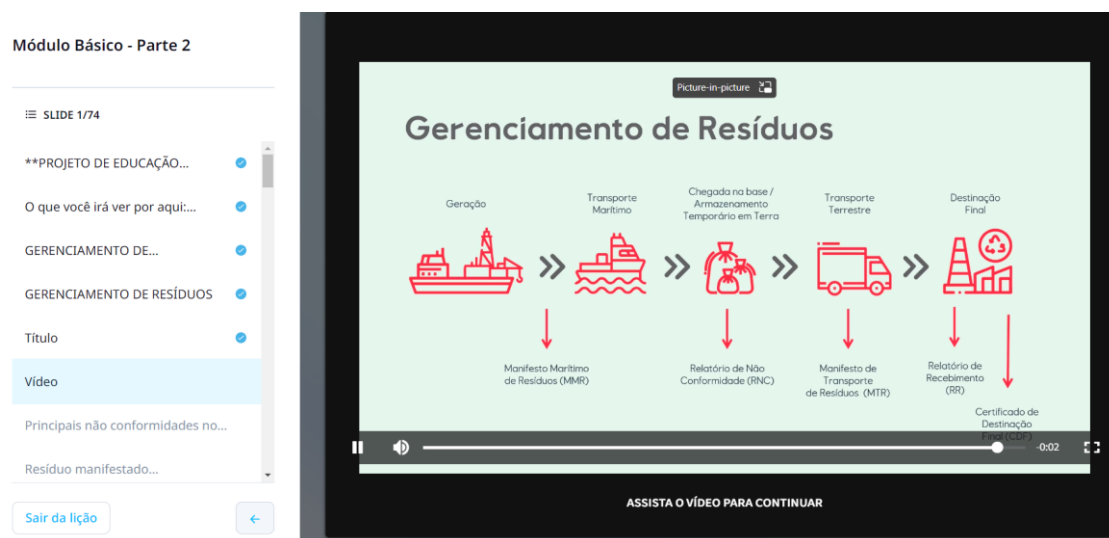 Módulo Básico - Parte 2
SLIDE 1/74
**PROJETO DE EDUCAÇÃO...
O que você irá ver por aqui:...
GERENCIAMENTO DE...
GERENCIAMENTO DE RESÍDUOS
Título
Vídeo
Principais não conformidades no...
Resíduo manifestado...
Sair da lição
Picture-in-picture
Gerenciamento de Resíduos
Geração
Transporte
Marítimo
Chegada na base /
Armazenamento
Temporário em Terra
Transporte
Terrestre
Destinação
Final
Manifesto Marítimo
de Resíduos (MMR)
Relatório de Não
Conformidade (RNC)
Manifesto de
Transporte
de Resíduos (MTR)
Relatório de
Recebimento
(RR)
Certificado de
Destinação
Final (CDF)
-0:02
ASSISTA O VÍDEO PARA CONTINUAR